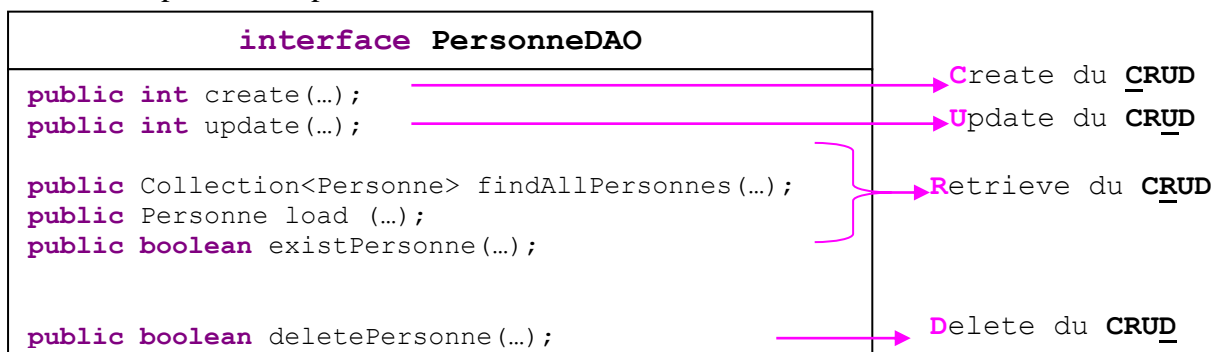 interface PersonneDAO
public int create(…);
Create du CRUD
public int update(…);
Update du CRUD
public Collection<Personne> findAllPersonnes(…);
Retrieve du CRUD
public Personne load (…);
public boolean existPersonne(…);
public boolean deletePersonne(…);
Delete du CRUD